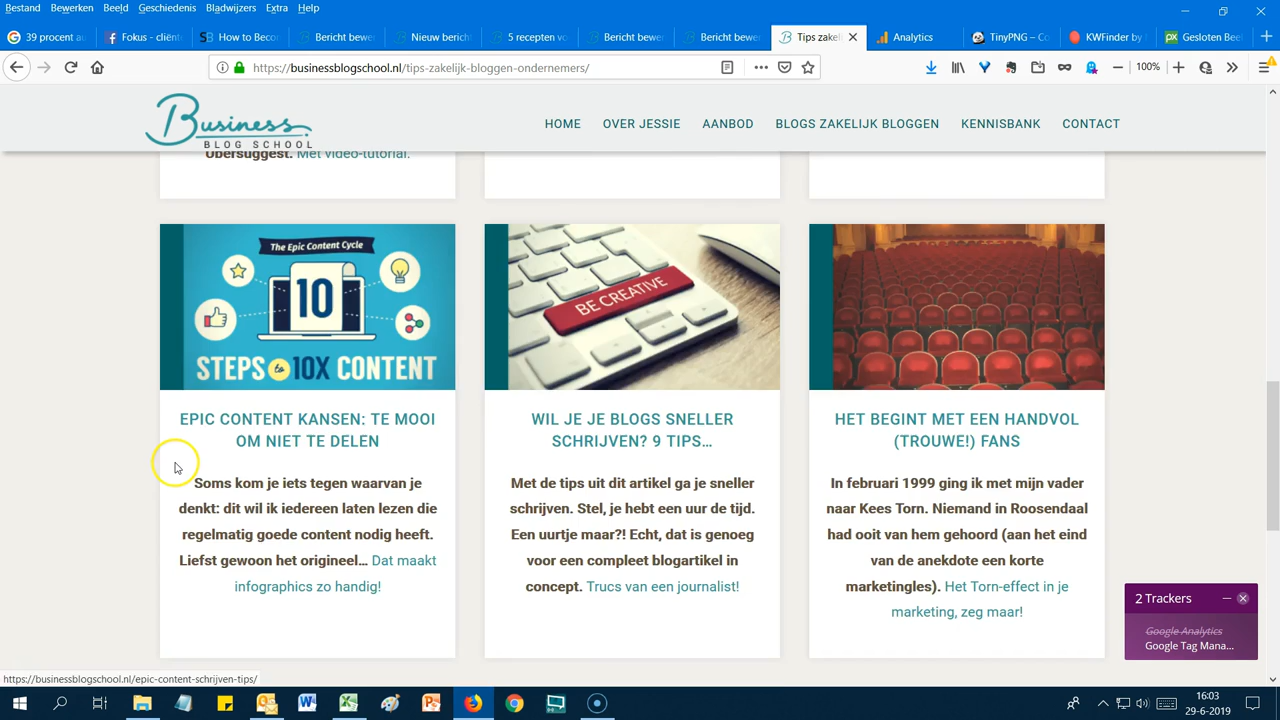 Bestand Bewerken Beeld Geschiedenis Bladwijzers Extra Help
39 procent a
Fokus - cliënte
How to Becor
Bericht bewe
Nieuw berich
5 recepten vo
Bericht bewe
Bericht bewe
Tips zakel
Analytics
TinyPNG – Co
KWFinder by
Gesloten Bee
https://businessblogschool.nl/tips-zakelijk-bloggen-ondernemers/
100%
Business
BLOG SCHOOL
HOME OVER JESSIE AANBOD BLOGS ZAKELIJK BLOGGEN KENNISBANK CONTACT
Ubersuggest. Met video-tutorial.
The Epic Content Cycle
10
STEPS to 10X CONTENT
EPIC CONTENT KANSEN: TE MOOI
OM NIET TE DELEN
Soms kom je iets tegen waarvan je
denkt: dit wil ik iedereen laten lezen die
regelmatig goede content nodig heeft.
Liefst gewoon het origineel... Dat maakt
infographics zo handig!
BE CREATIVE
WIL JE JE BLOGS SNELLER
SCHRIJVEN? 9 TIPS...
Met de tips uit dit artikel ga je sneller
schrijven. Stel, je hebt een uur de tijd.
Een uurtje maar?! Echt, dat is genoeg
voor een compleet blogartikel in
concept. Trucs van een journalist!
HET BEGINT MET EEN HANDVOL
(TROUWE!) FANS
In februari 1999 ging ik met mijn vader
naar Kees Torn. Niemand in Roosendaal
had ooit van hem gehoord (aan het eind
van de anekdote een korte
marketingles). Het Torn-effect in je
marketing, zeg maar!
2 Trackers
Google Analytics
Google Tag Mana...
https://businessblogschool.nl/epic-content-schrijven-tips/
16:03
29-6-2019